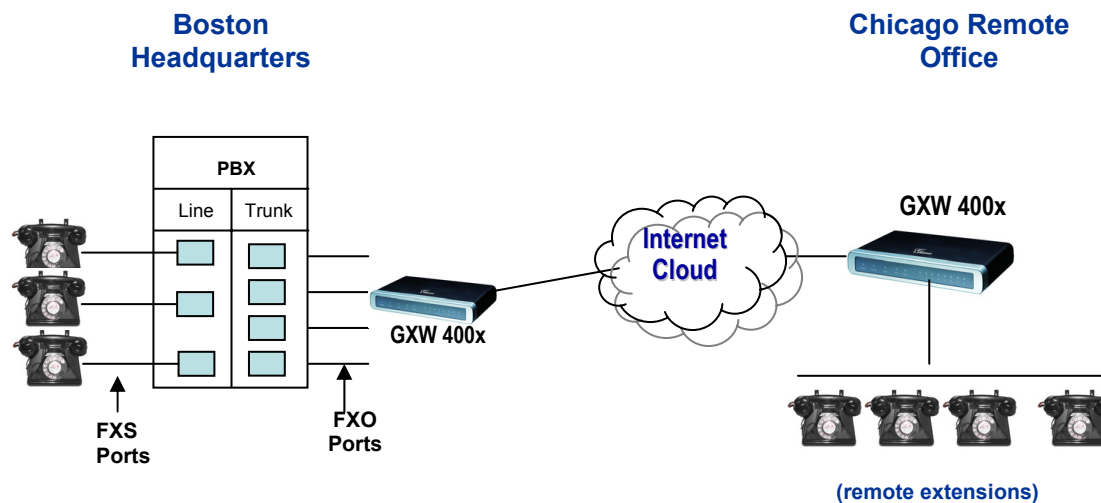 Boston
Headquarters
Chicago Remote
Office
PBX
Line
Trunk
GXW 400x
Internet
Cloud
GXW 400x
FXS
Ports
FXO
Ports
(remote extensions)